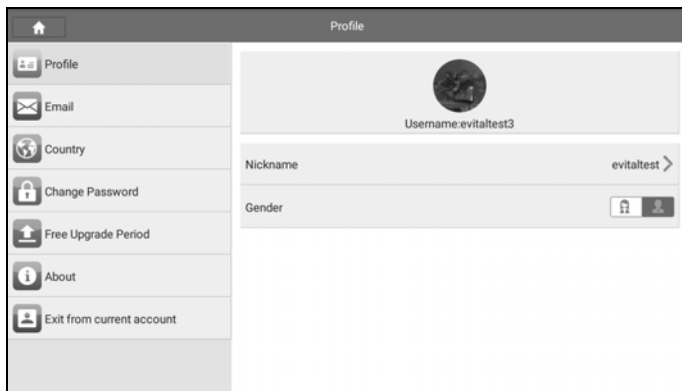 Profile
Profile
Email
Country
Change Password
Free Upgrade Period
About
Exit from current account
Username:evitaltest3
Nickname evitaltest
Gender